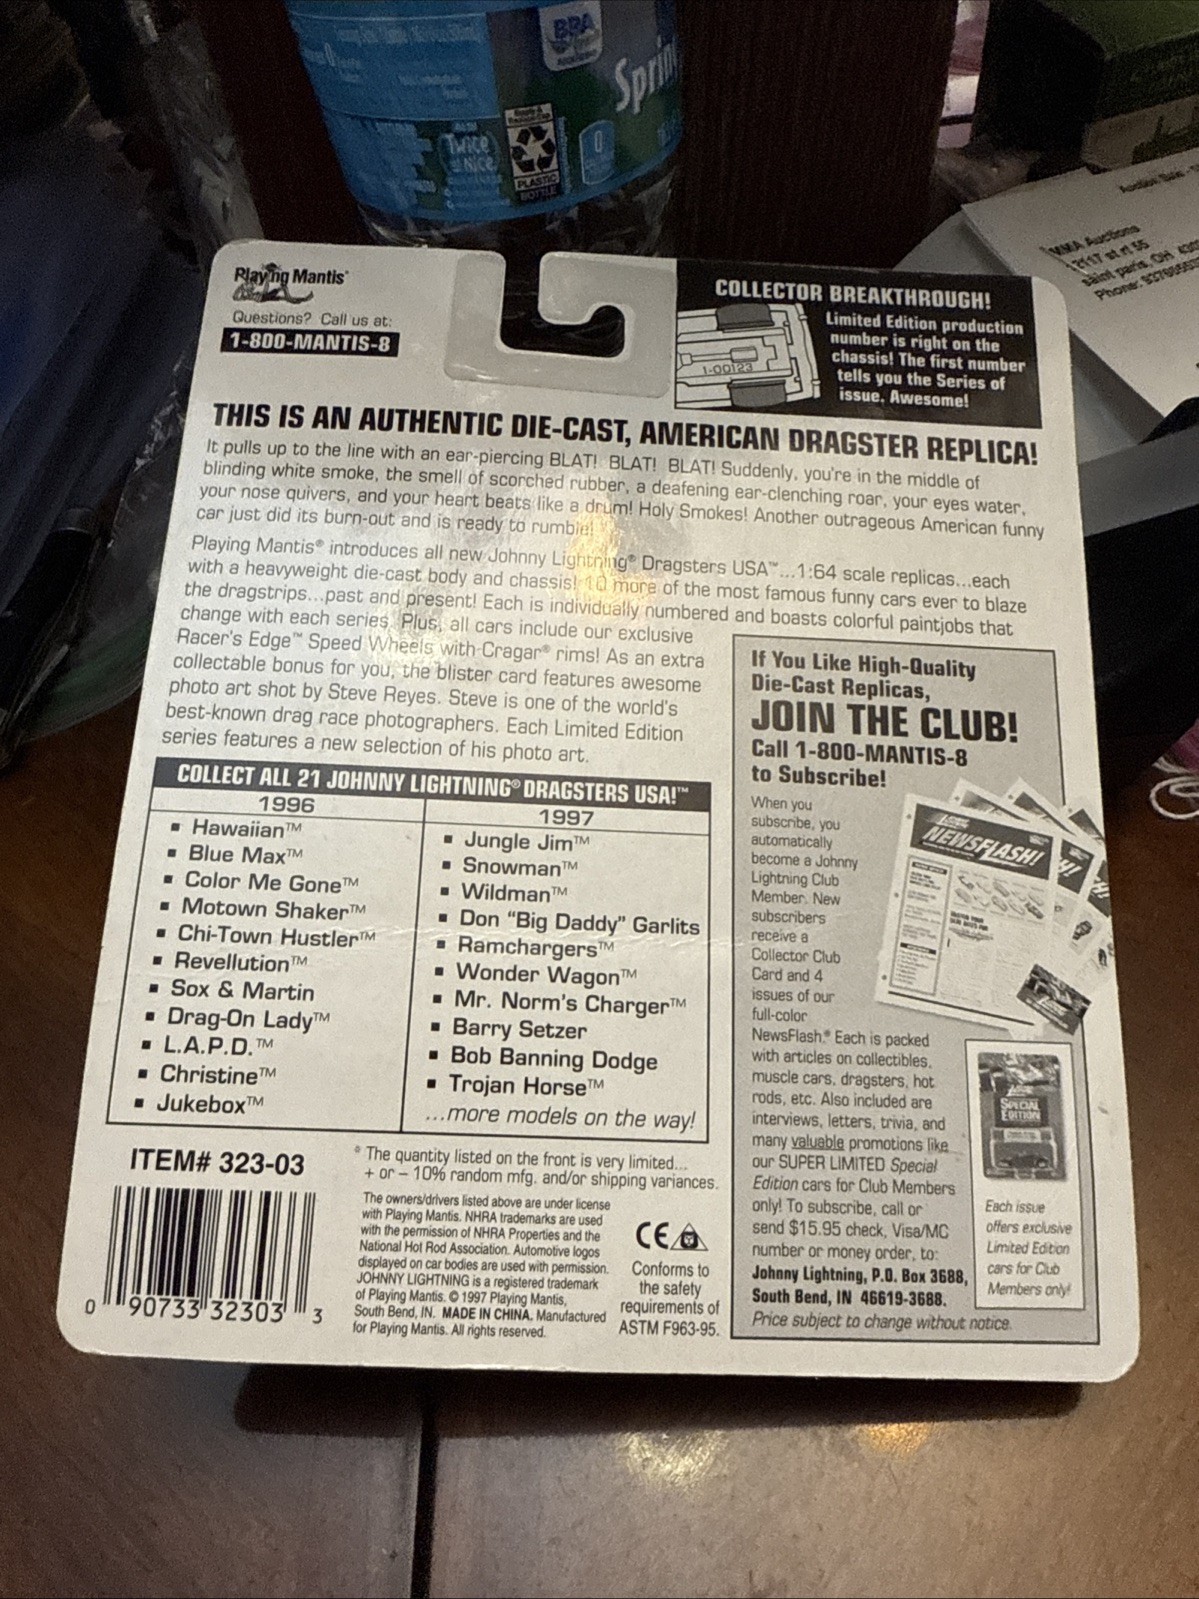 BRA
Sprin
Twice
Nice
PLASTIC
BOTTLE
0
MMA Auctions
12117 st rt 55
saint paris, OH
Phone:
Playing Mantis®
Questions? Call us at:
1-800-MANTIS-8
COLLECTOR BREAKTHROUGH!
Limited Edition production
number is right on the
chassis! The first number
tells you the Series of
issue, Awesome!
1-00123
THIS IS AN AUTHENTIC DIE-CAST, AMERICAN DRAGSTER REPLICA!
It pulls up to the line with an ear-piercing BLAT! BLAT! BLAT! Suddenly, you're in the middle of
blinding white smoke, the smell of scorched rubber, a deafening ear-clenching roar, your eyes water,
your nose quivers, and your heart beats like a drum! Holy Smokes! Another outrageous American funny
car just did its burn-out and is ready to rumble!
Playing Mantis® introduces all new Johnny Lightning® Dragsters USA™...1:64 scale replicas...each
with a heavyweight die-cast body and chassis! 10 more of the most famous funny cars ever to blaze
the dragstrips...past and present! Each is individually numbered and boasts colorful paintjobs that
change with each series. Plus, all cars include our exclusive
Racer's Edge™ Speed Wheels with Cragar® rims! As an extra
collectable bonus for you, the blister card features awesome
photo art shot by Steve Reyes. Steve is one of the world's
best-known drag race photographers. Each Limited Edition
series features a new selection of his photo art.
COLLECT ALL 21 JOHNNY LIGHTNING® DRAGSTERS USA!™
1996
▪ Hawaiian™
▪ Blue Max™
▪ Color Me Gone™
▪ Motown Shaker™
▪ Chi-Town Hustler™
▪ Revellution™
▪ Sox & Martin
▪ Drag-On Lady™
▪ L.A.P.D.™
▪ Christine™
▪ Jukebox™
1997
▪ Jungle Jim™
▪ Snowman™
▪ Wildman™
▪ Don "Big Daddy" Garlits
▪ Ramchargers™
▪ Wonder Wagon™
▪ Mr. Norm's Charger™
▪ Barry Setzer
▪ Bob Banning Dodge
▪ Trojan Horse™
...more models on the way!
If You Like High-Quality
Die-Cast Replicas,
JOIN THE CLUB!
Call 1-800-MANTIS-8
to Subscribe!
When you
subscribe, you
automatically
become a Johnny
Lightning Club
Member. New
subscribers
receive a
Collector Club
Card and 4
issues of our
full-color
NewsFlash.® Each is packed
with articles on collectibles,
muscle cars, dragsters, hot
rods, etc. Also included are
interviews, letters, trivia, and
many valuable promotions like
our SUPER LIMITED Special
Edition cars for Club Members
only! To subscribe, call or
send $15.95 check, Visa/MC
number or money order, to:
Johnny Lightning, P.O. Box 3688,
South Bend, IN 46619-3688.
Price subject to change without notice.
NEWSFLASH!
H!
SPECIAL
EDITION
Each issue
offers exclusive
Limited Edition
cars for Club
Members only!
ITEM# 323-03
0 90733 32303 3
* The quantity listed on the front is very limited...
+ or – 10% random mfg. and/or shipping variances.
The owners/drivers listed above are under license
with Playing Mantis. NHRA trademarks are used
with the permission of NHRA Properties and the
National Hot Rod Association. Automotive logos
displayed on car bodies are used with permission.
JOHNNY LIGHTNING is a registered trademark
of Playing Mantis. © 1997 Playing Mantis,
South Bend, IN. MADE IN CHINA. Manufactured
for Playing Mantis. All rights reserved.
CE
Conforms to
the safety
requirements of
ASTM F963-95.